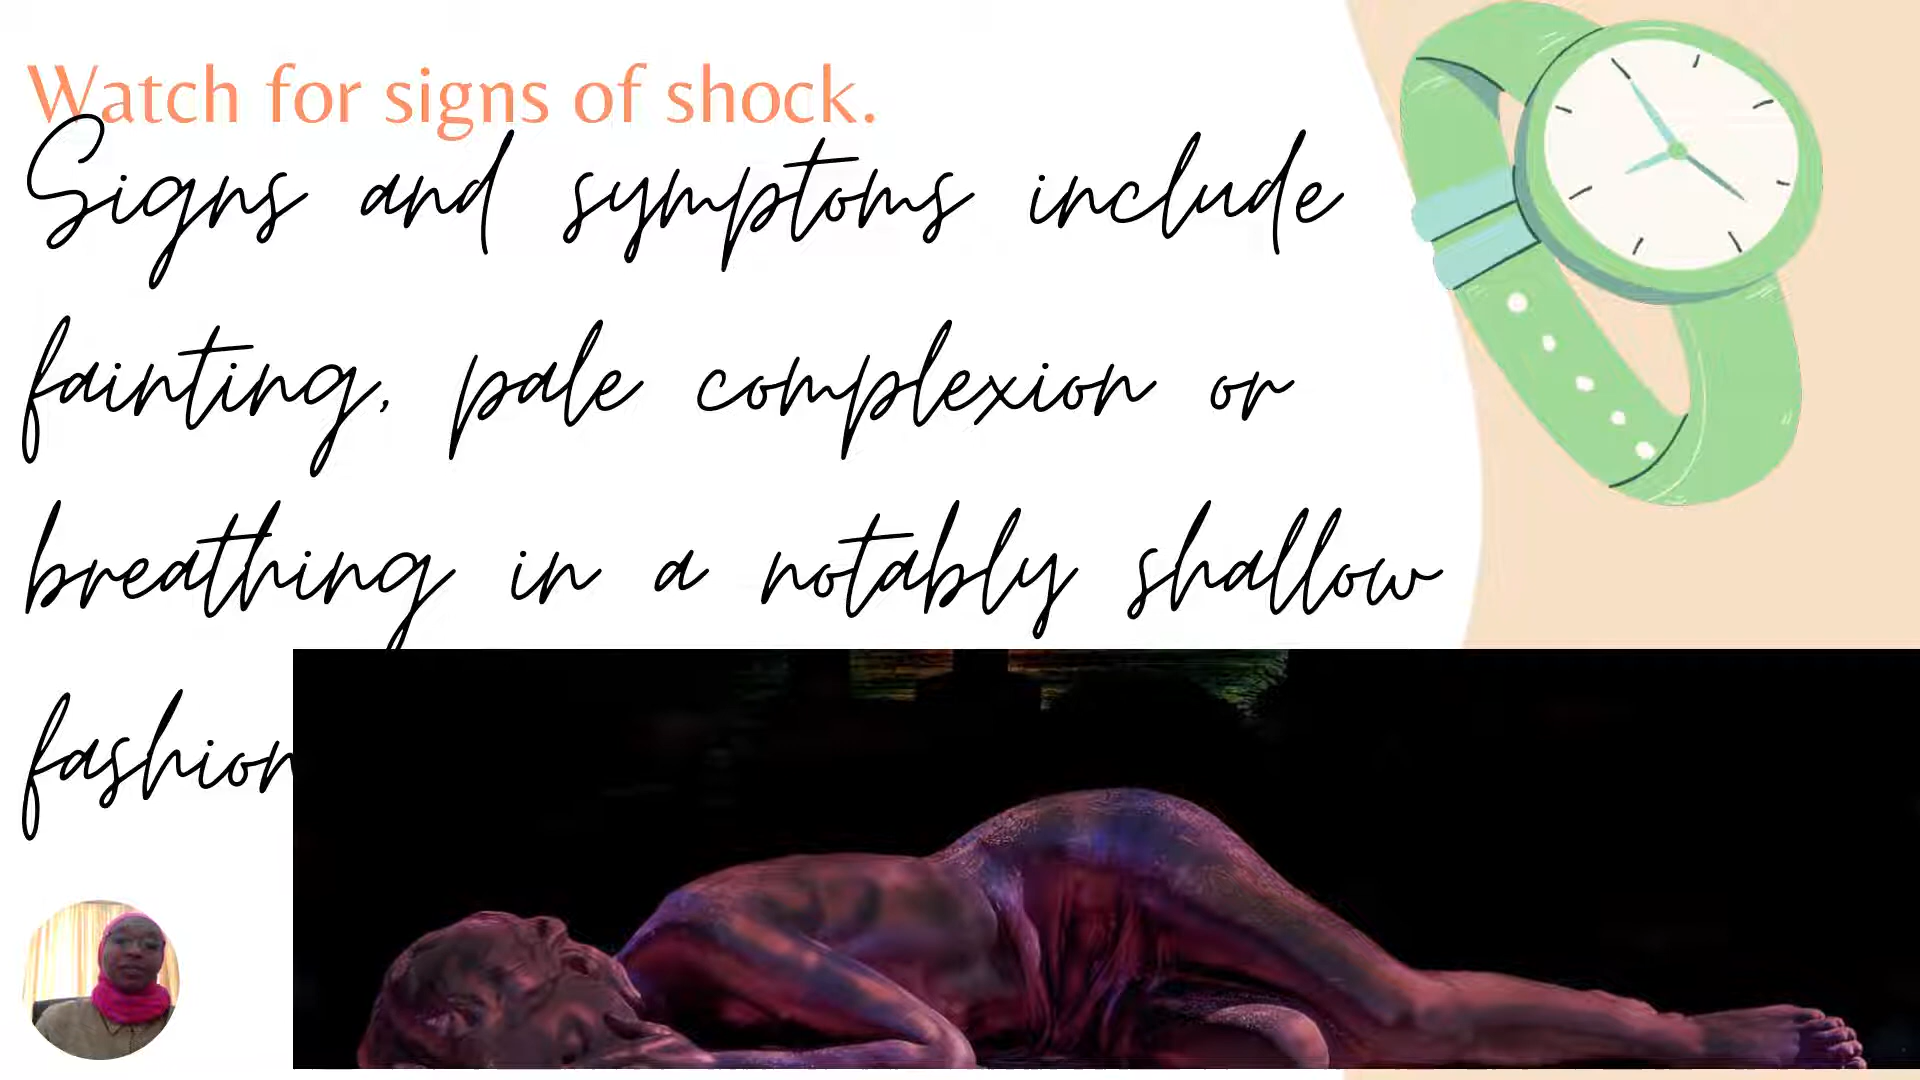 Watch for signs of shock.
Signs and symptoms include
fainting, pale complexion or
breathing in a notably shallow
fashion